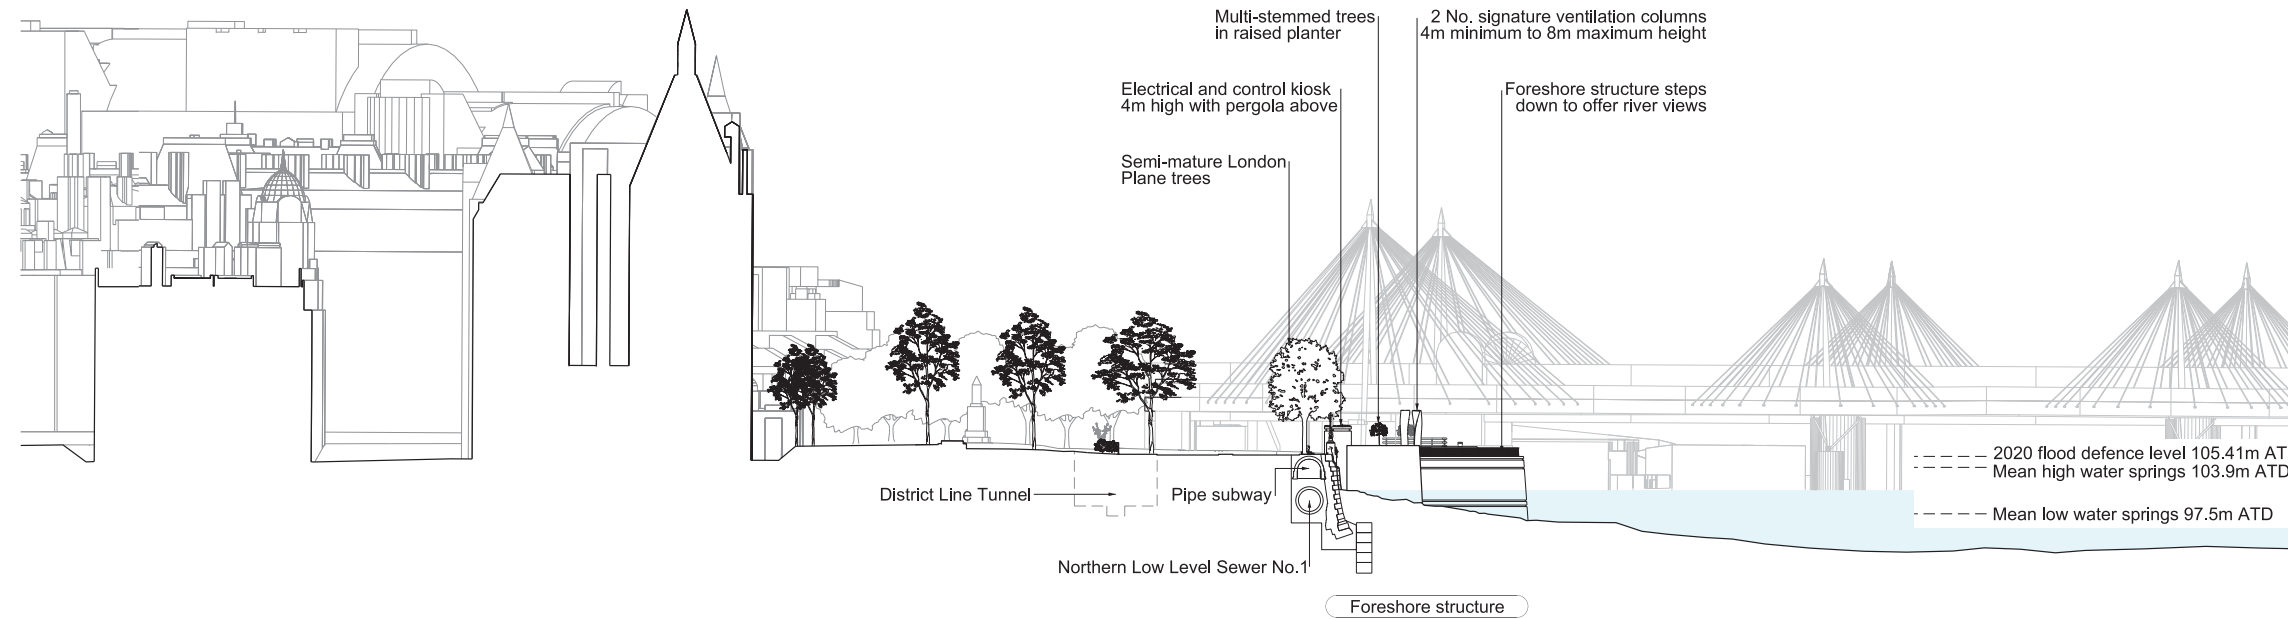 Multi-stemmed trees
in raised planter
2 No. signature ventilation columns
4m minimum to 8m maximum height
Electrical and control kiosk
4m high with pergola above
Foreshore structure steps
down to offer river views
Semi-mature London
Plane trees
2020 flood defence level 105.41m AT
Mean high water springs 103.9m ATD
District Line Tunnel
Pipe subway
Mean low water springs 97.5m ATD
Northern Low Level Sewer No.1
Foreshore structure